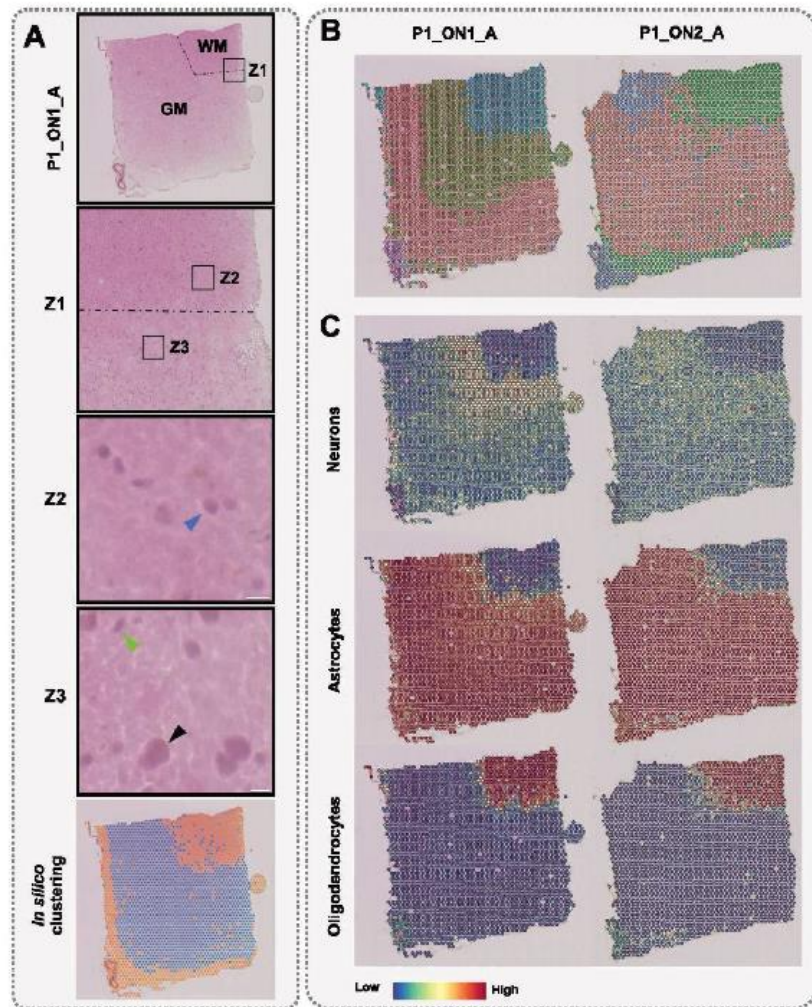 A
P1_ON1_A
WM
Z1
GM
Z1
Z2
Z3
Z2
Z3
In silico
clustering
B
P1_ON1_A
P1_ON2_A
C
Neurons
Astrocytes
Oligodendrocytes
Low
High